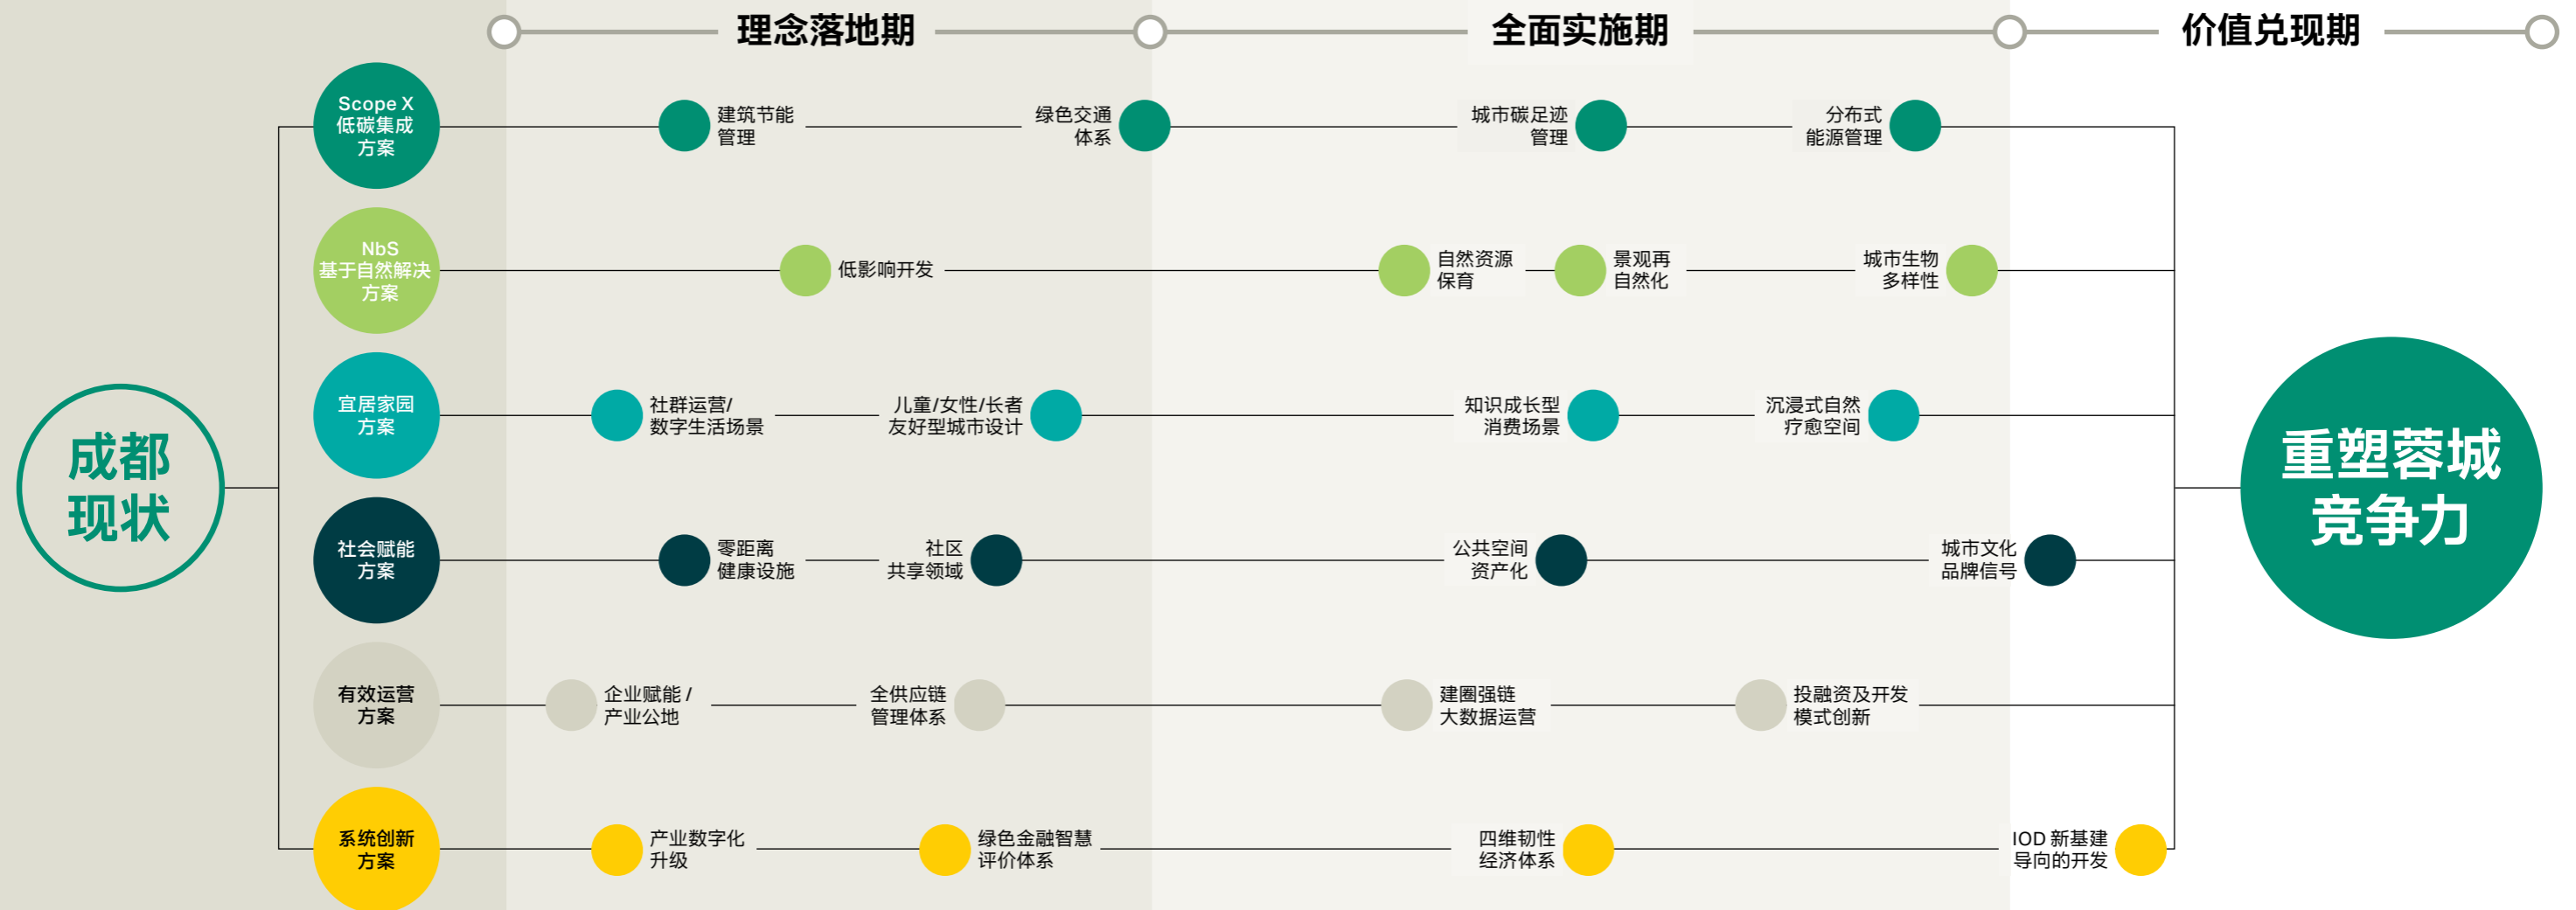 理念落地期
全面实施期
价值兑现期
成都
现状
Scope X
低碳集成
方案
建筑节能
管理
绿色交通
体系
城市碳足迹
管理
分布式
能源管理
NbS
基于自然解决
方案
低影响开发
自然资源
保育
景观再
自然化
城市生物
多样性
宜居家园
方案
社群运营/
数字生活场景
儿童/女性/长者
友好型城市设计
知识成长型
消费场景
沉浸式自然
疗愈空间
社会赋能
方案
零距离
健康设施
社区
共享领域
公共空间
资产化
城市文化
品牌信号
有效运营
方案
企业赋能 /
产业公地
全供应链
管理体系
建圈强链
大数据运营
投融资及开发
模式创新
系统创新
方案
产业数字化
升级
绿色金融智慧
评价体系
四维韧性
经济体系
IOD 新基建
导向的开发
重塑蓉城
竞争力